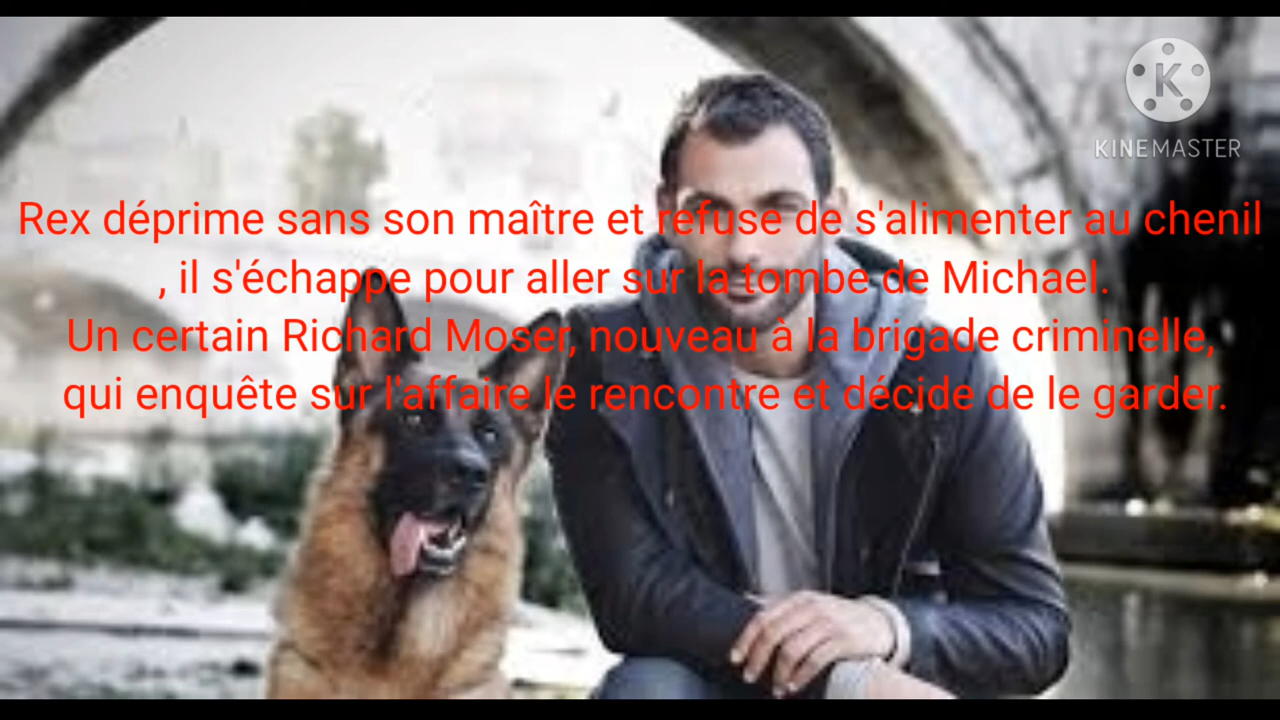 KINEMASTER
Rex déprime sans son maître et refuse de s'alimenter au chenil
, il s'échappe pour aller sur la tombe de Michael.
Un certain Richard Moser, nouveau à la brigade criminelle,
qui enquête sur l'affaire le rencontre et décide de le garder.